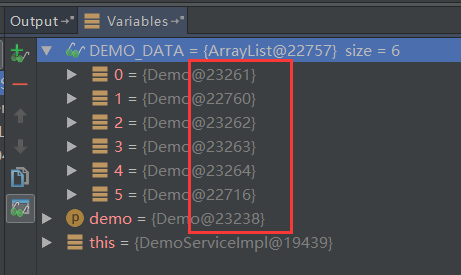 Output Variables
DEMO_DATA = {ArrayList@22757} size = 6
0 = {Demo@23261}
1 = {Demo@22760}
2 = {Demo@23262}
3 = {Demo@23263}
4 = {Demo@23264}
5 = {Demo@22716}
p demo = {Demo@23238}
this = {DemoServiceImpl@19439}